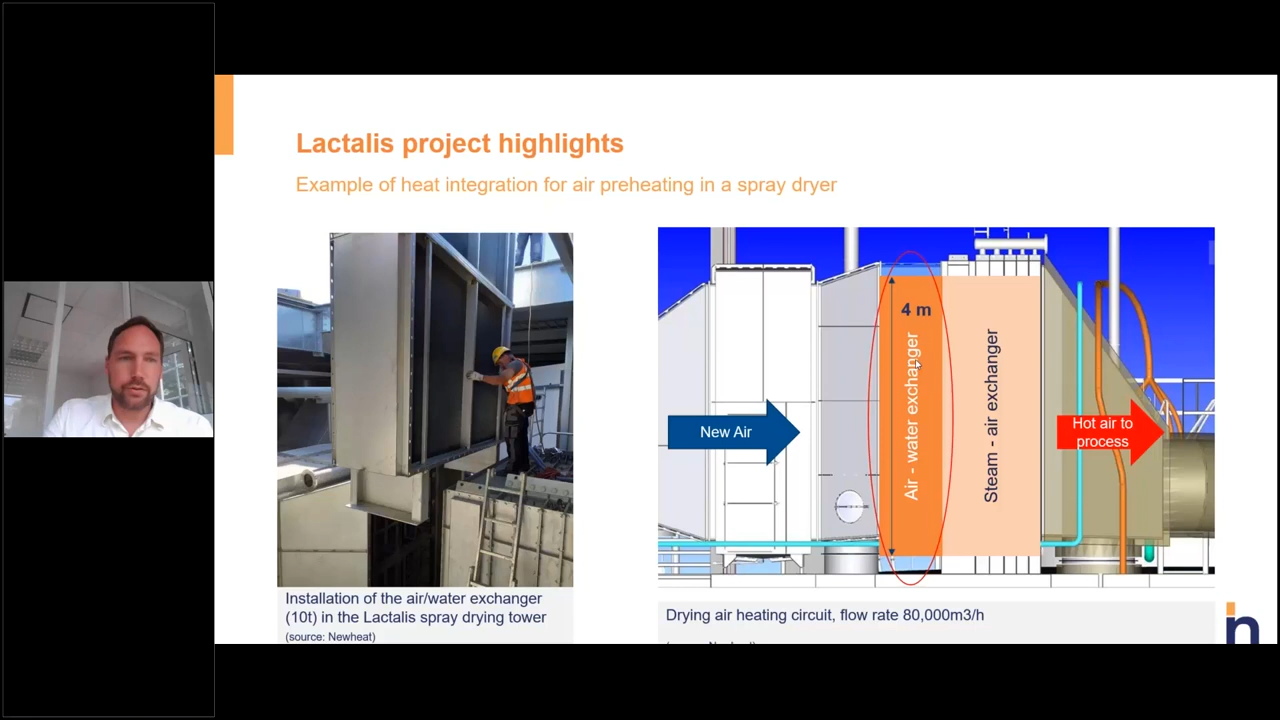 Lactalis project highlights
Example of heat integration for air preheating in a spray dryer
4 m
Air - water exchanger
Steam - air exchanger
New Air
Hot air to
process
Installation of the air/water exchanger
(10t) in the Lactalis spray drying tower
(source: Newheat)
Drying air heating circuit, flow rate 80,000m3/h
n